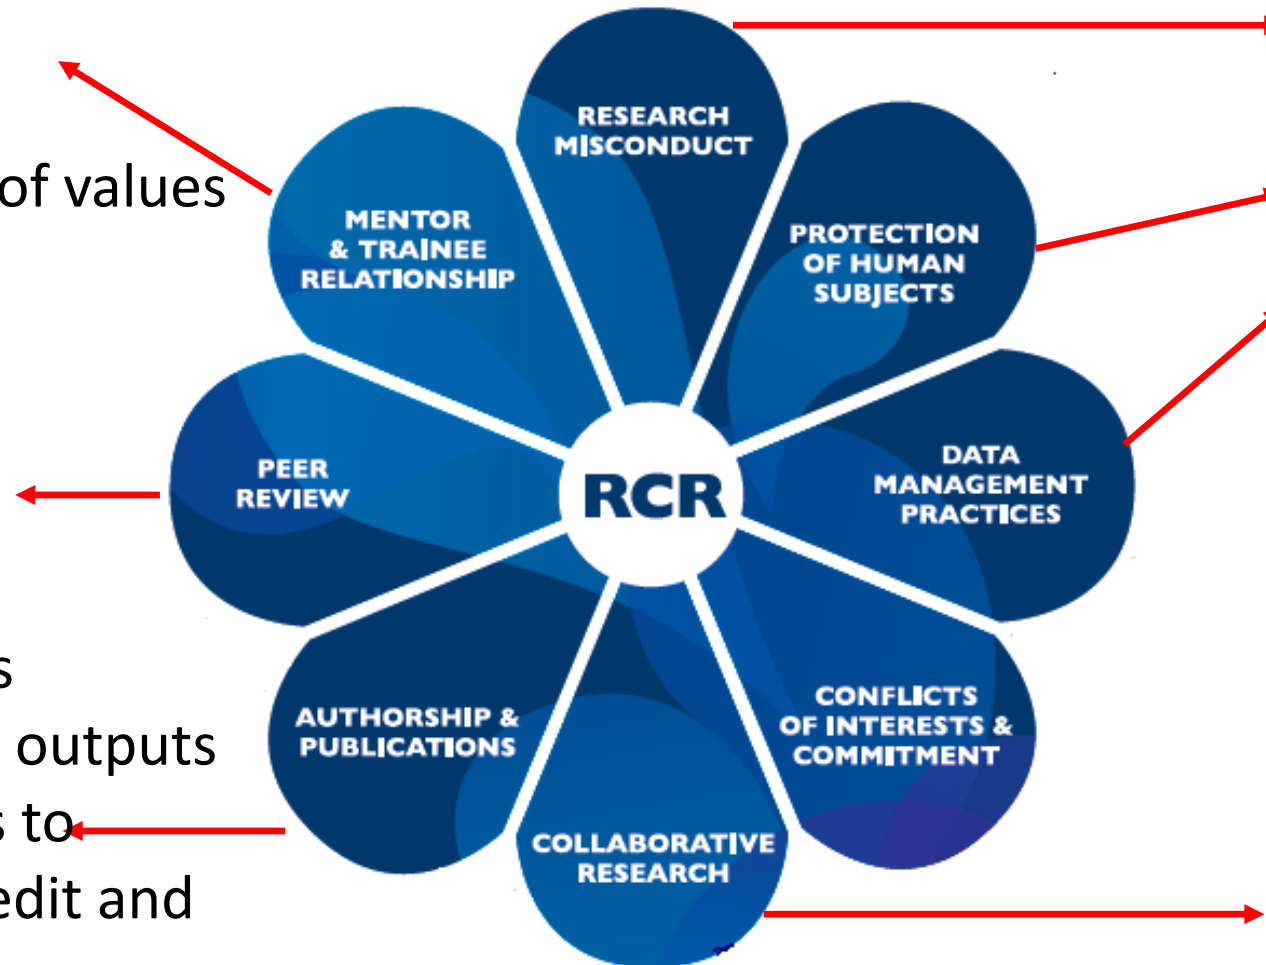 of values
RESEARCH
MISCONDUCT
MENTOR
& TRAINEE
RELATIONSHIP
PROTECTION
OF HUMAN
SUBJECTS
PEER
REVIEW
RCR
DATA
MANAGEMENT
PRACTICES
s
outputs
s to
edit and
AUTHORSHIP &
PUBLICATIONS
CONFLICTS
OF INTERESTS &
COMMITMENT
COLLABORATIVE
RESEARCH